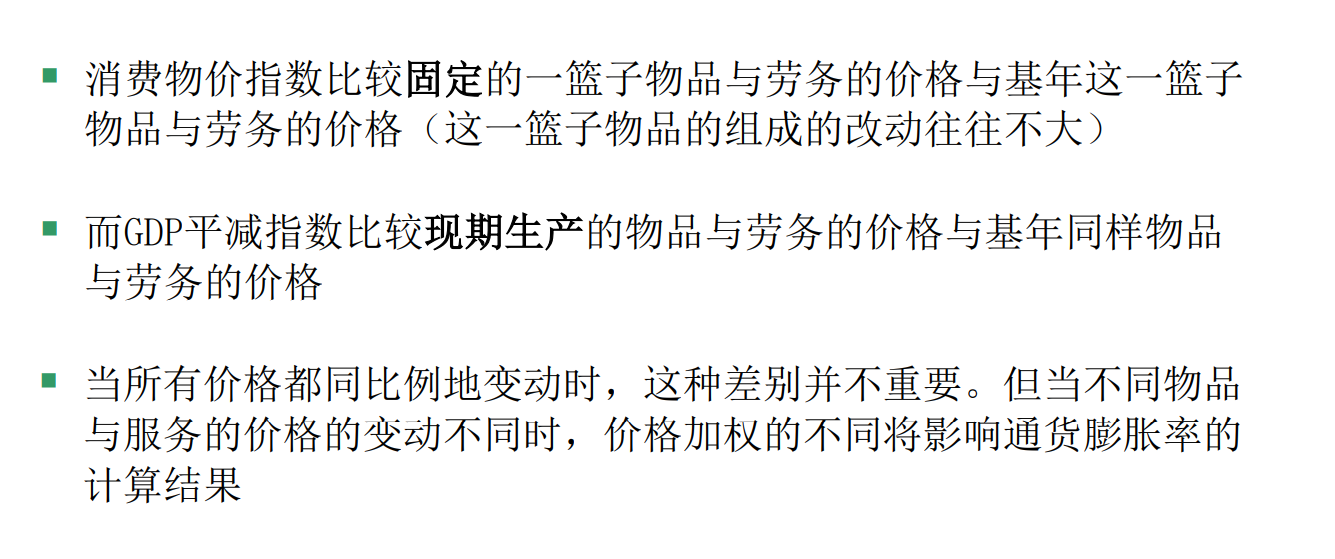 消费物价指数比较固定的一篮子物品与劳务的价格与基年这一篮子
物品与劳务的价格（这一篮子物品的组成的改动往往不大）
而GDP平减指数比较现期生产的物品与劳务的价格与基年同样物品
与劳务的价格
当所有价格都同比例地变动时，这种差别并不重要。但当不同物品
与服务的价格的变动不同时，价格加权的不同将影响通货膨胀率的
计算结果